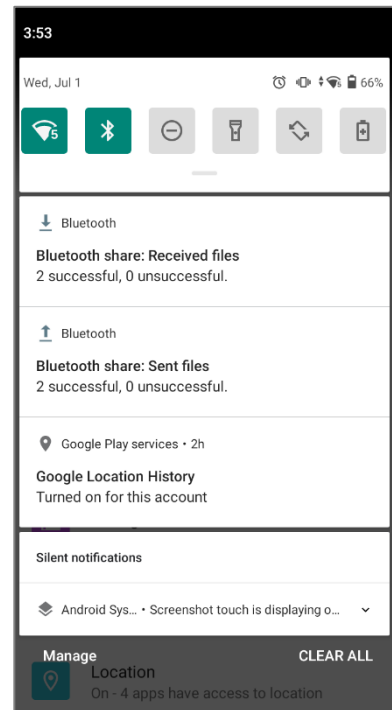 3:53
Wed, Jul 1
66%
5
Bluetooth
Bluetooth share: Received files
2 successful, 0 unsuccessful.
Bluetooth
Bluetooth share: Sent files
2 successful, 0 unsuccessful.
Google Play services • 2h
Google Location History
Turned on for this account
Silent notifications
Android Sys... • Screenshot touch is displaying o...
Manage
CLEAR ALL
Location
On - 4 apps have access to location